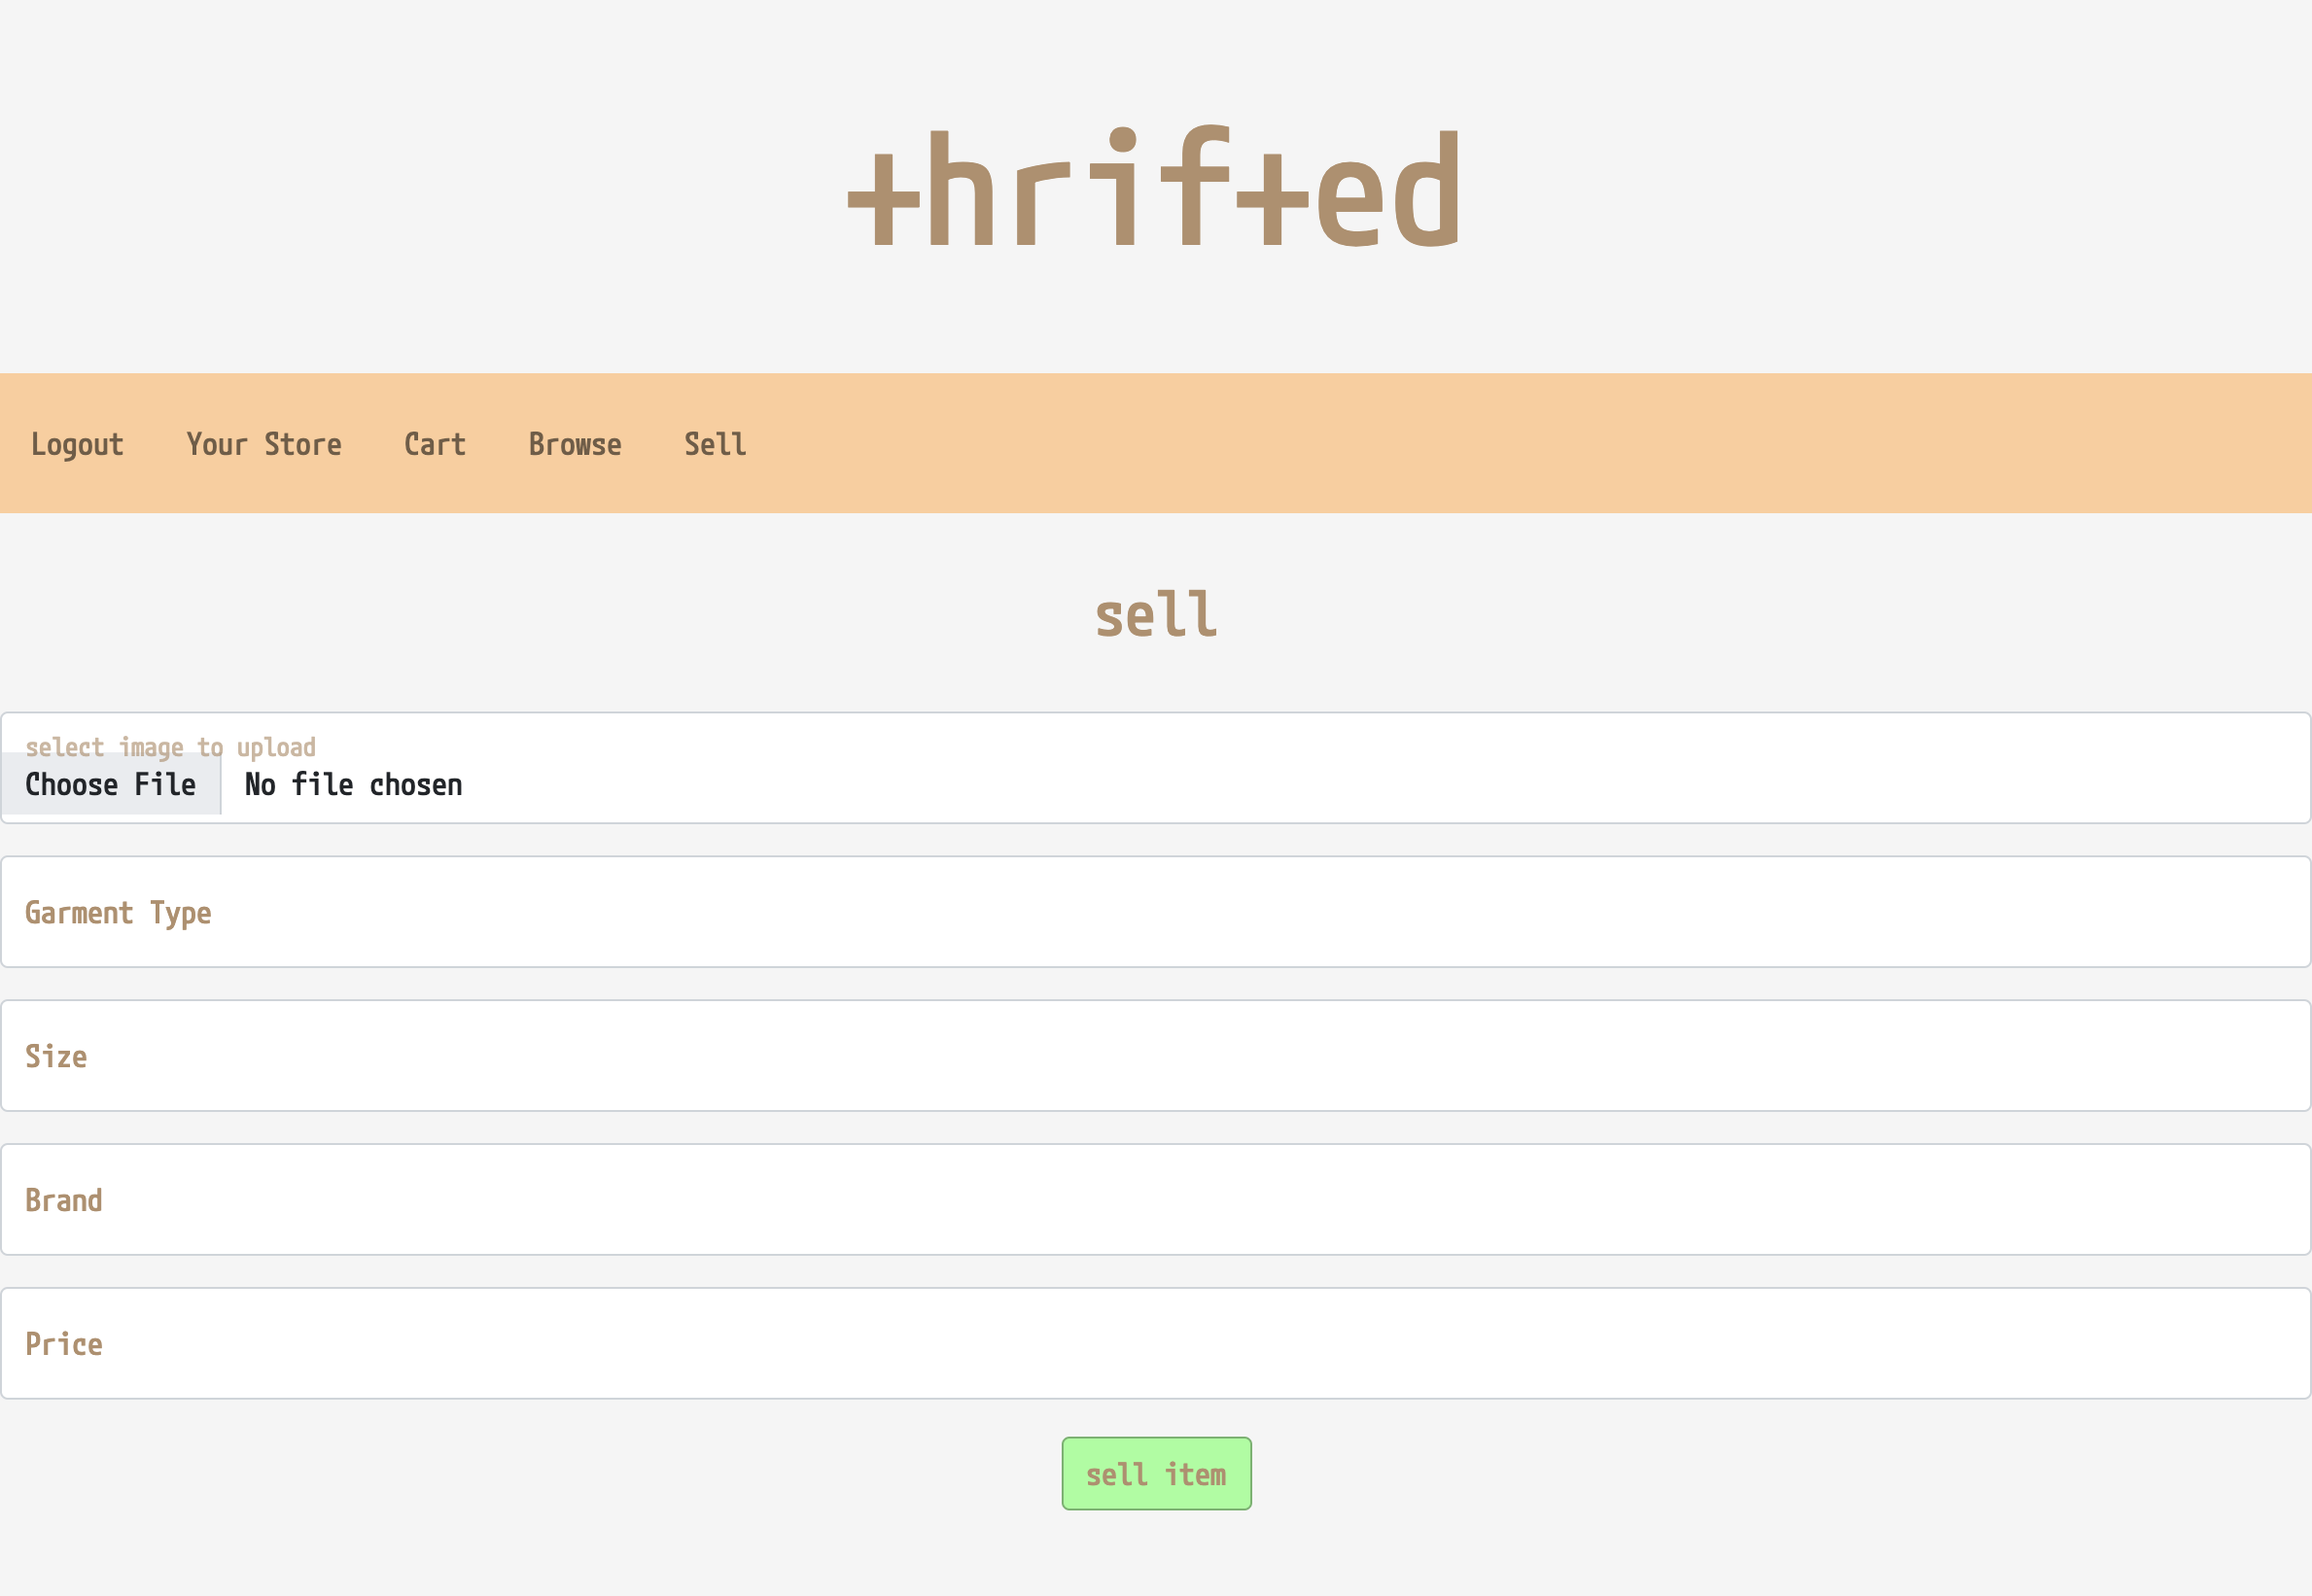 +hrif+ed
Logout Your Store Cart Browse Sell
sell
select image to upload
Choose File No file chosen
Garment Type
Size
Brand
Price
sell item